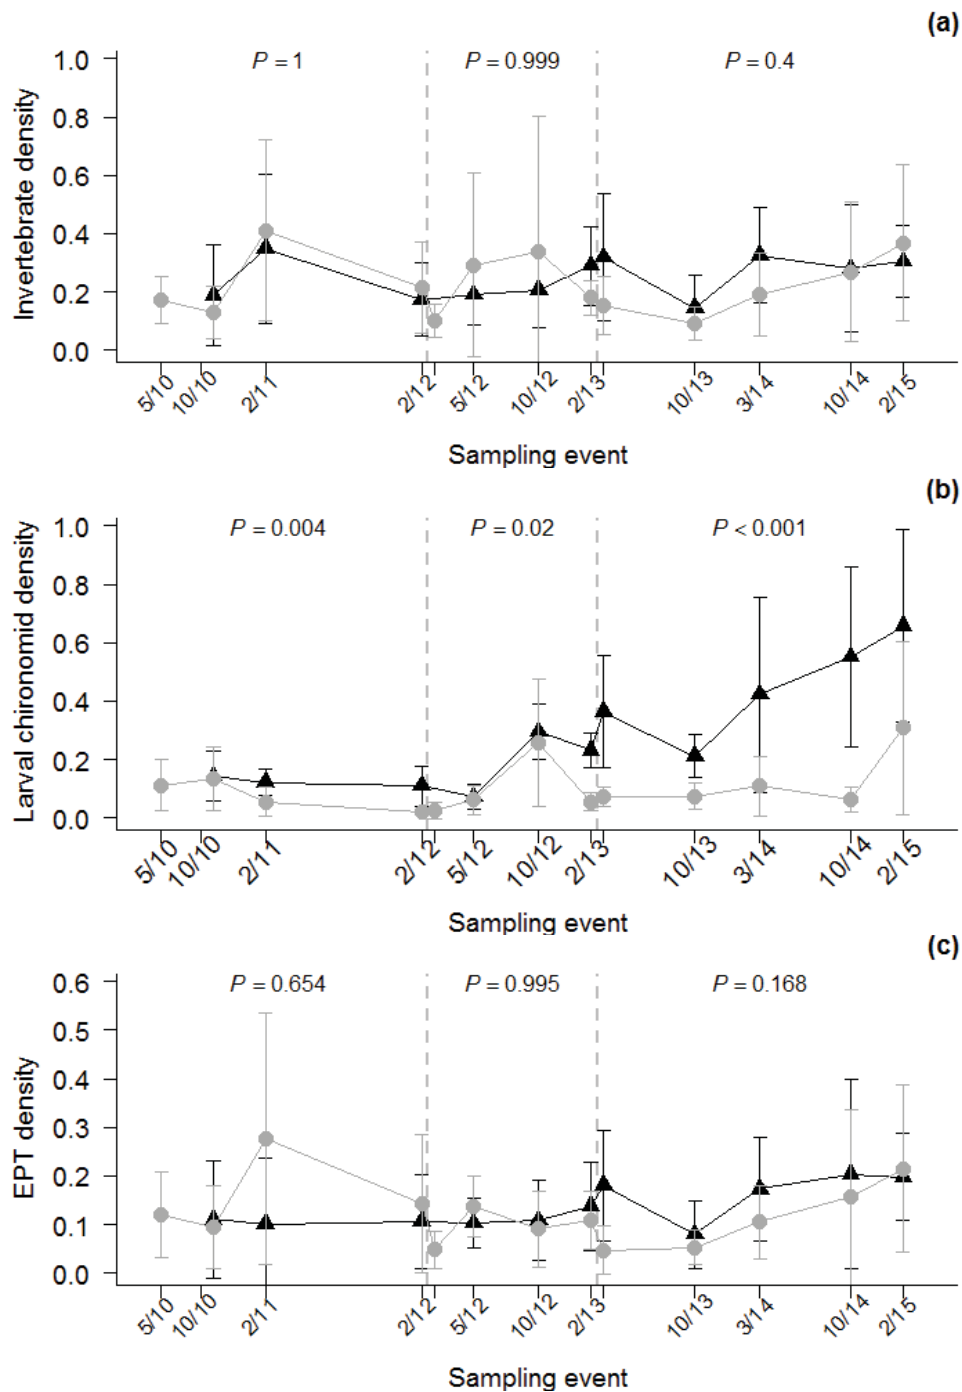 (a)
P = 1 P = 0.999 P = 0.4
Invertebrate density
1.0
0.8
0.6
0.4
0.2
0.0
5/10 10/10 2/11 2/12 5/12 10/12 2/13 10/13 3/14 10/14 2/15
Sampling event
(b)
P = 0.004 P = 0.02 P < 0.001
Larval chironomid density
1.0
0.8
0.6
0.4
0.2
0.0
5/10 10/10 2/11 2/12 5/12 10/12 2/13 10/13 3/14 10/14 2/15
Sampling event
(c)
P = 0.654 P = 0.995 P = 0.168
EPT density
0.6
0.5
0.4
0.3
0.2
0.1
0.0
5/10 10/10 2/11 2/12 5/12 10/12 2/13 10/13 3/14 10/14 2/15
Sampling event